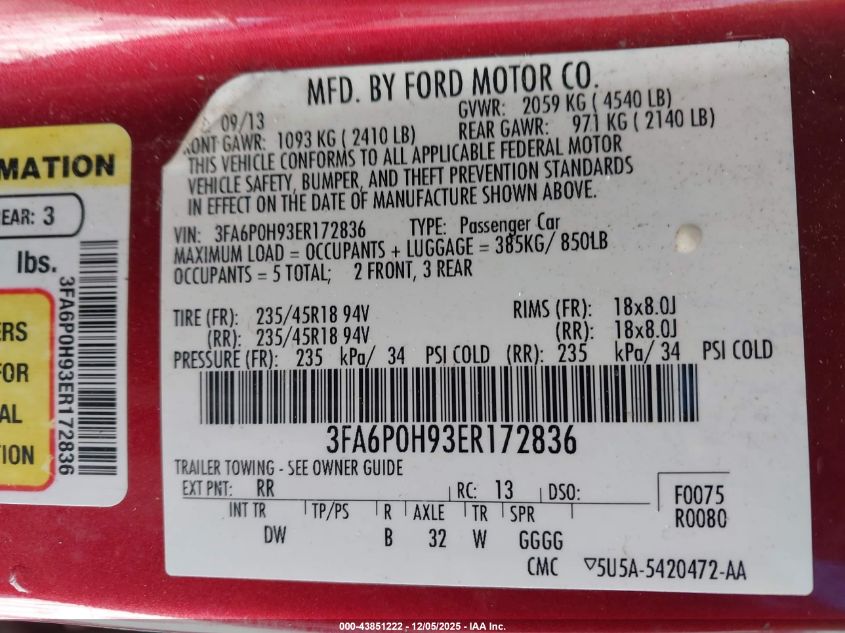 MATION
REAR: 3
lbs.
3FA6P0H93ER172836
ERS
FOR
AL
TION
MFD. BY FORD MOTOR CO.
09/13 GVWR: 2059 KG ( 4540 LB)
FRONT GAWR: 1093 KG ( 2410 LB) REAR GAWR: 971 KG ( 2140 LB)
THIS VEHICLE CONFORMS TO ALL APPLICABLE FEDERAL MOTOR
VEHICLE SAFETY, BUMPER, AND THEFT PREVENTION STANDARDS
IN EFFECT ON THE DATE OF MANUFACTURE SHOWN ABOVE.
VIN: 3FA6P0H93ER172836 TYPE: Passenger Car
MAXIMUM LOAD = OCCUPANTS + LUGGAGE = 385KG/ 850LB
OCCUPANTS = 5 TOTAL; 2 FRONT, 3 REAR
TIRE (FR): 235/45R18 94V RIMS (FR): 18x8.0J
(RR): 235/45R18 94V (RR): 18x8.0J
PRESSURE (FR): 235 kPa/ 34 PSI COLD (RR): 235 kPa/ 34 PSI COLD
3FA6P0H93ER172836
TRAILER TOWING - SEE OWNER GUIDE
EXT PNT: RR RC: 13 DSO: F0075
INT TR TP/PS R AXLE TR SPR R0080
DW B 32 W GGGG
CMC ▽5U5A-5420472-AA
000-43851222 - 12/05/2025 - IAA Inc.